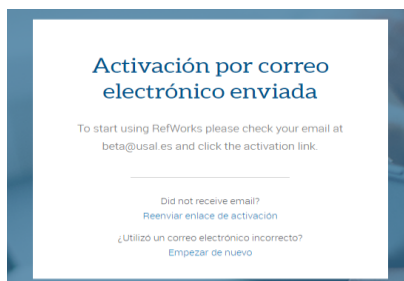 Activación por correo
electrónico enviada
To start using RefWorks please check your email at
beta@usal.es and click the activation link.
Did not receive email?
Reenviar enlace de activación
¿Utilizó un correo electrónico incorrecto?
Empezar de nuevo